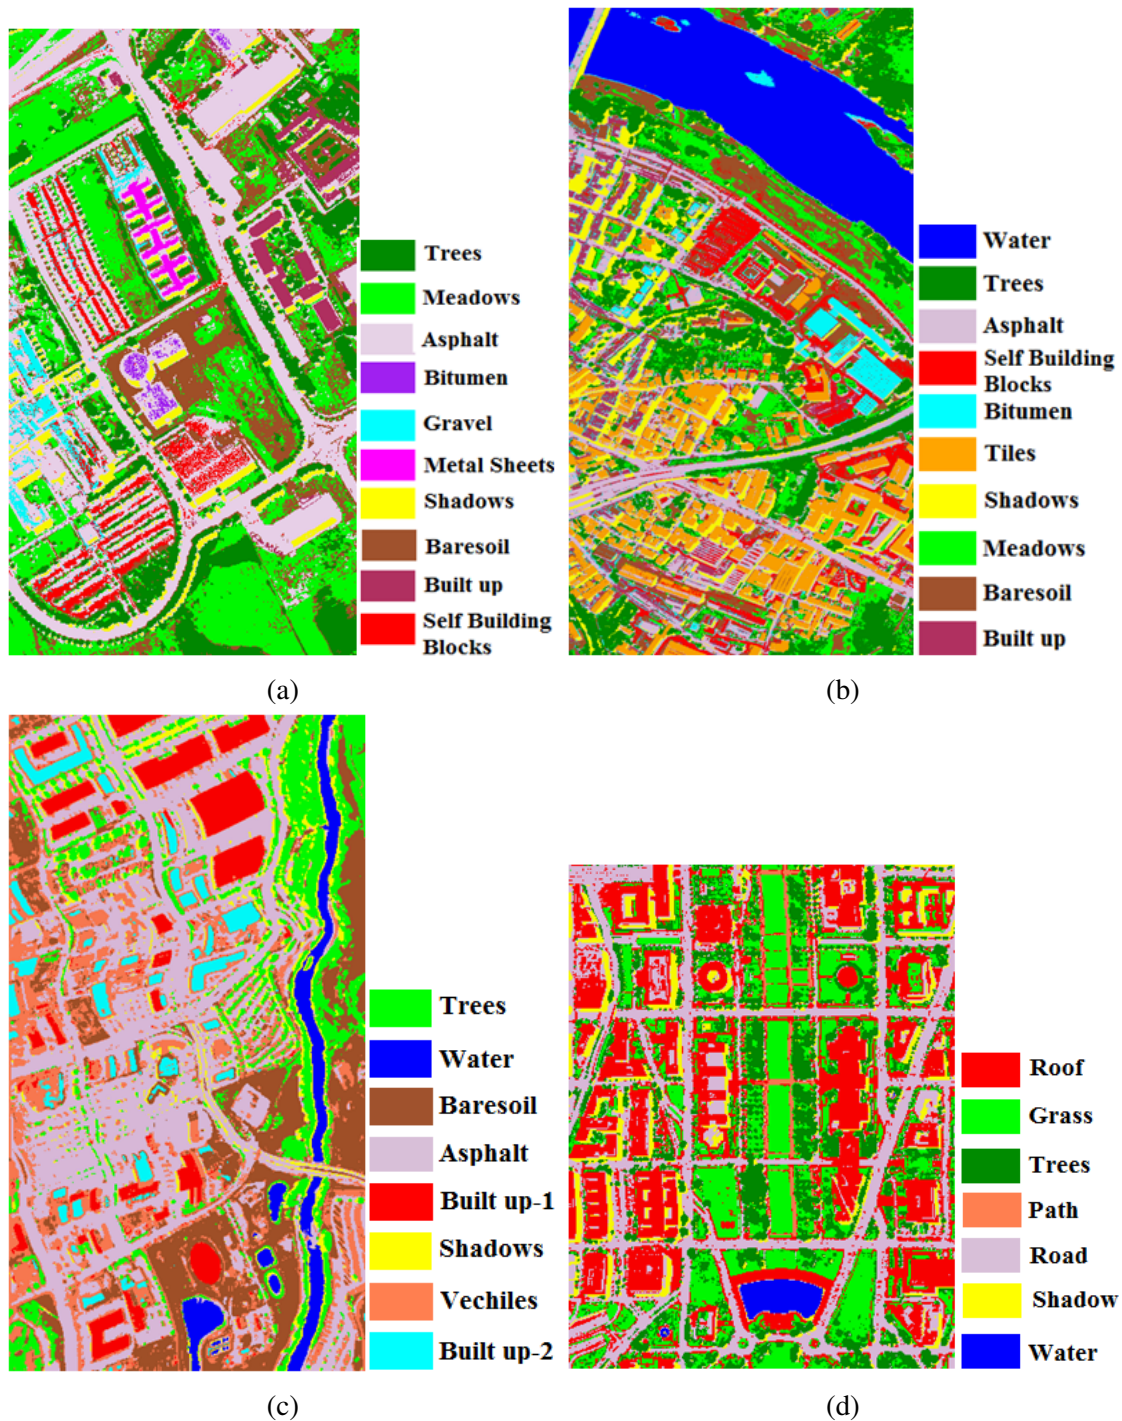 Trees
Meadows
Asphalt
Bitumen
Gravel
Metal Sheets
Shadows
Baresoil
Built up
Self Building
Blocks
(a)
Water
Trees
Asphalt
Self Building
Blocks
Bitumen
Tiles
Shadows
Meadows
Baresoil
Built up
(b)
Trees
Water
Baresoil
Asphalt
Built up-1
Shadows
Vechiles
Built up-2
(c)
Roof
Grass
Trees
Path
Road
Shadow
Water
(d)